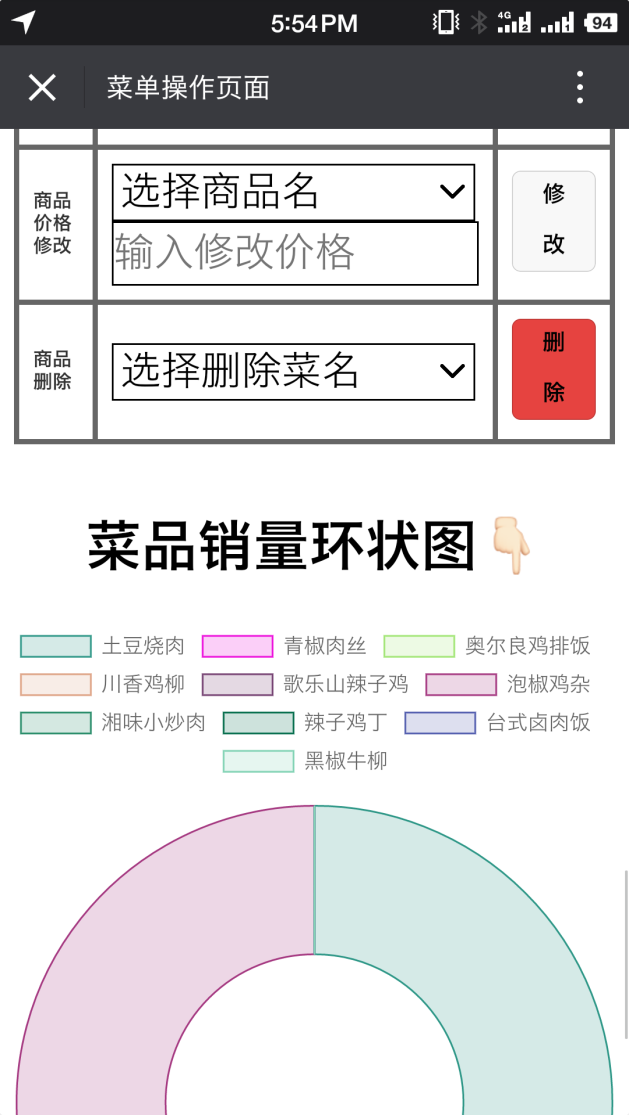 5:54PM
4G
2
1
94
菜单操作页面
商品
价格
修改
选择商品名
输入修改价格
修
改
商品
删除
选择删除菜名
删
除
菜品销量环状图👇🏻
土豆烧肉
青椒肉丝
奥尔良鸡排饭
川香鸡柳
歌乐山辣子鸡
泡椒鸡杂
湘味小炒肉
辣子鸡丁
台式卤肉饭
黑椒牛柳